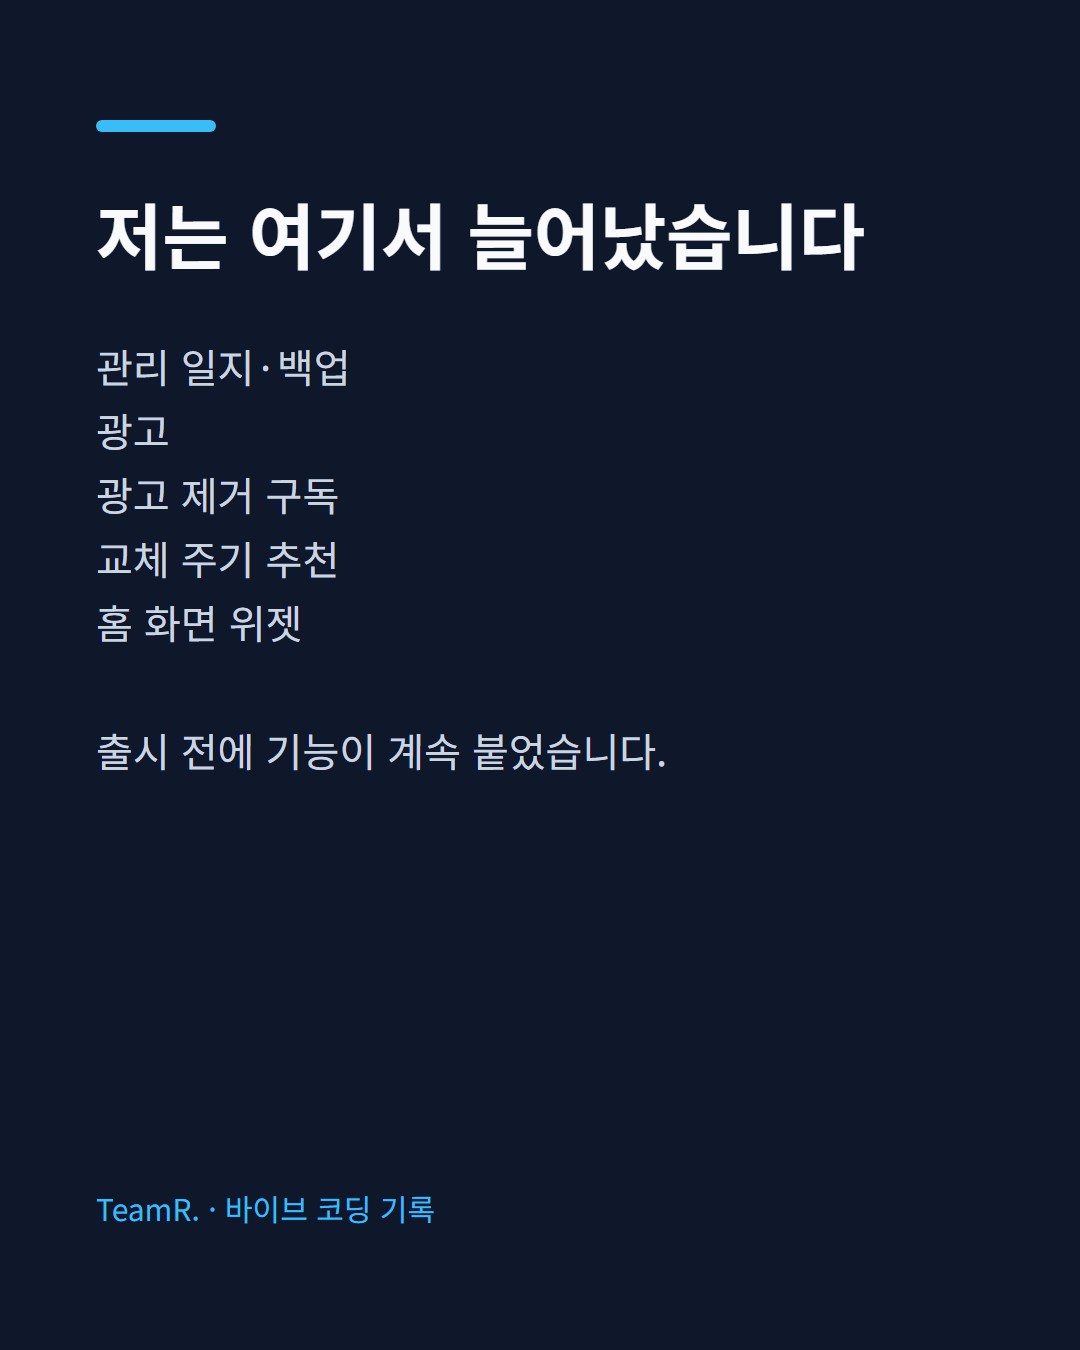 저는 여기서 늘어났습니다
관리 일지·백업
광고
광고 제거 구독
교체 주기 추천
홈 화면 위젯
출시 전에 기능이 계속 붙었습니다.
TeamR. · 바이브 코딩 기록